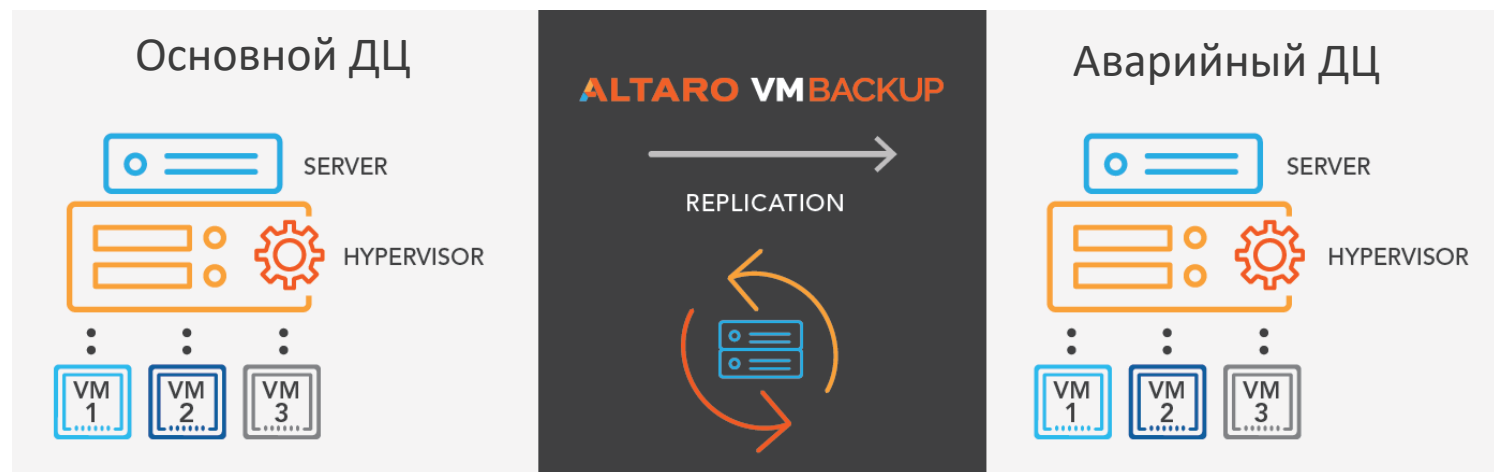 Основной ДЦ
SERVER
HYPERVISOR
VM
1
VM
2
VM
3
ALTARO VMBACKUP
REPLICATION
Аварийный ДЦ
SERVER
HYPERVISOR
VM
1
VM
2
VM
3